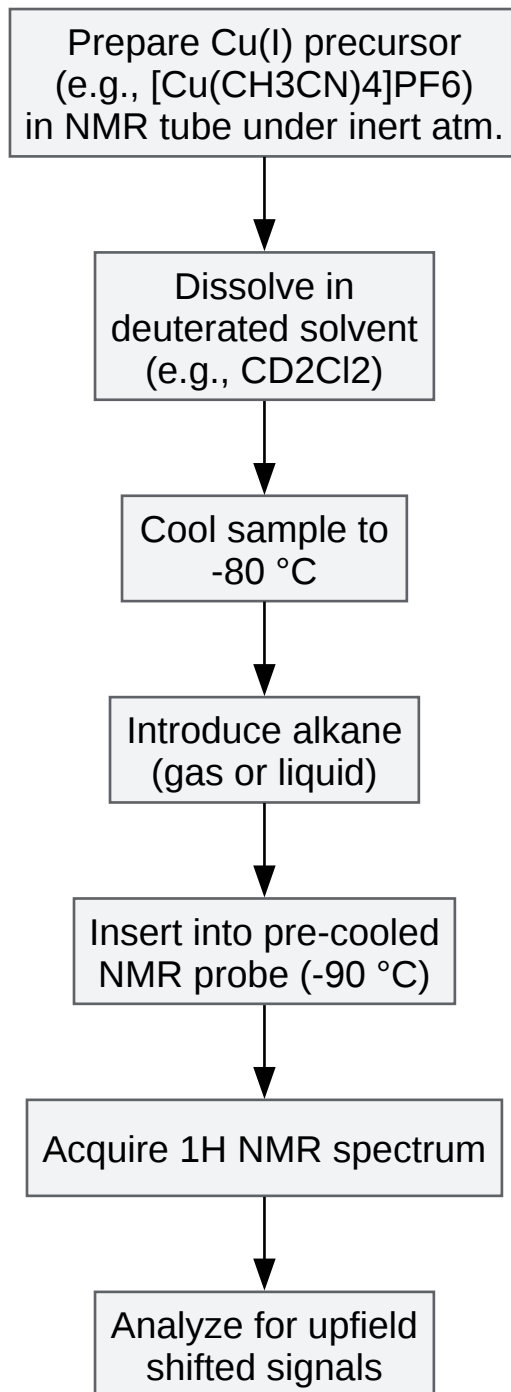 Prepare Cu(I) precursor
(e.g., [Cu(CH3CN)4]PF6)
in NMR tube under inert atm.
Dissolve in
deuterated solvent
(e.g., CD2Cl2)
Cool sample to
-80 °C
Introduce alkane
(gas or liquid)
Insert into pre-cooled
NMR probe (-90 °C)
Acquire 1H NMR spectrum
Analyze for upfield
shifted signals